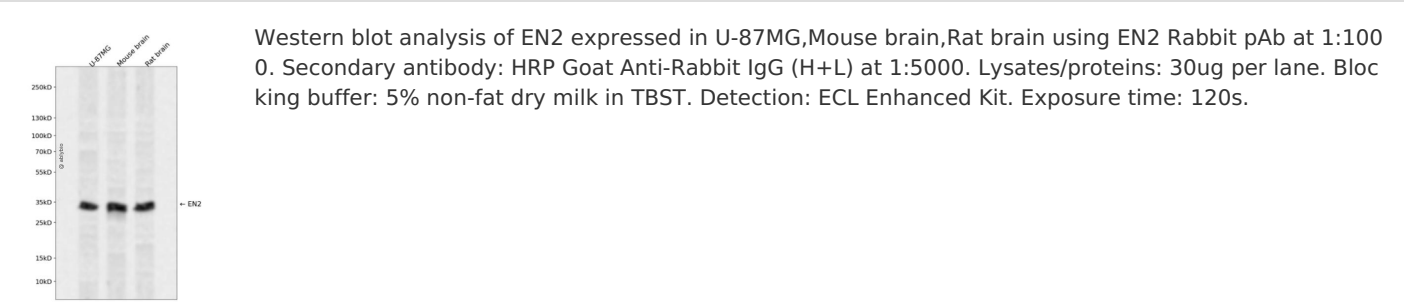 U-87MG Mouse brain Rat brain
Western blot analysis of EN2 expressed in U-87MG,Mouse brain,Rat brain using EN2 Rabbit pAb at 1:100
0. Secondary antibody: HRP Goat Anti-Rabbit IgG (H+L) at 1:5000. Lysates/proteins: 30ug per lane. Bloc
king buffer: 5% non-fat dry milk in TBST. Detection: ECL Enhanced Kit. Exposure time: 120s.
250kD
130kD
100kD
70kD
55kD
35kD
← EN2
25kD
15kD
10kD